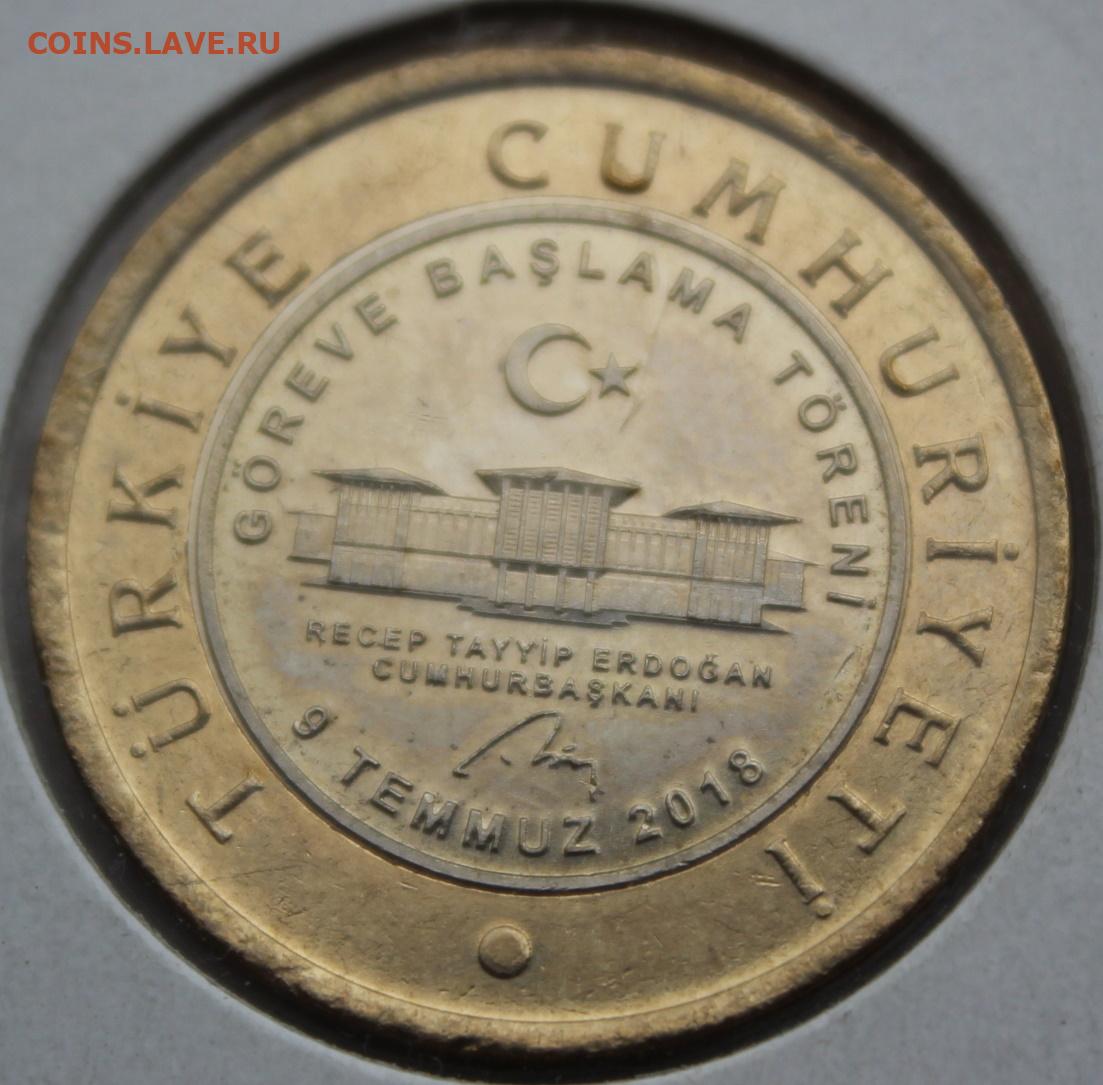 COINS.LAVE.RU
TÜRKİYE CUMHURİYETİ
GÖREVE BAŞLAMA TÖRENİ
RECEP TAYYİP ERDOĞAN
CUMHURBAŞKANI
9 TEMMUZ 2018